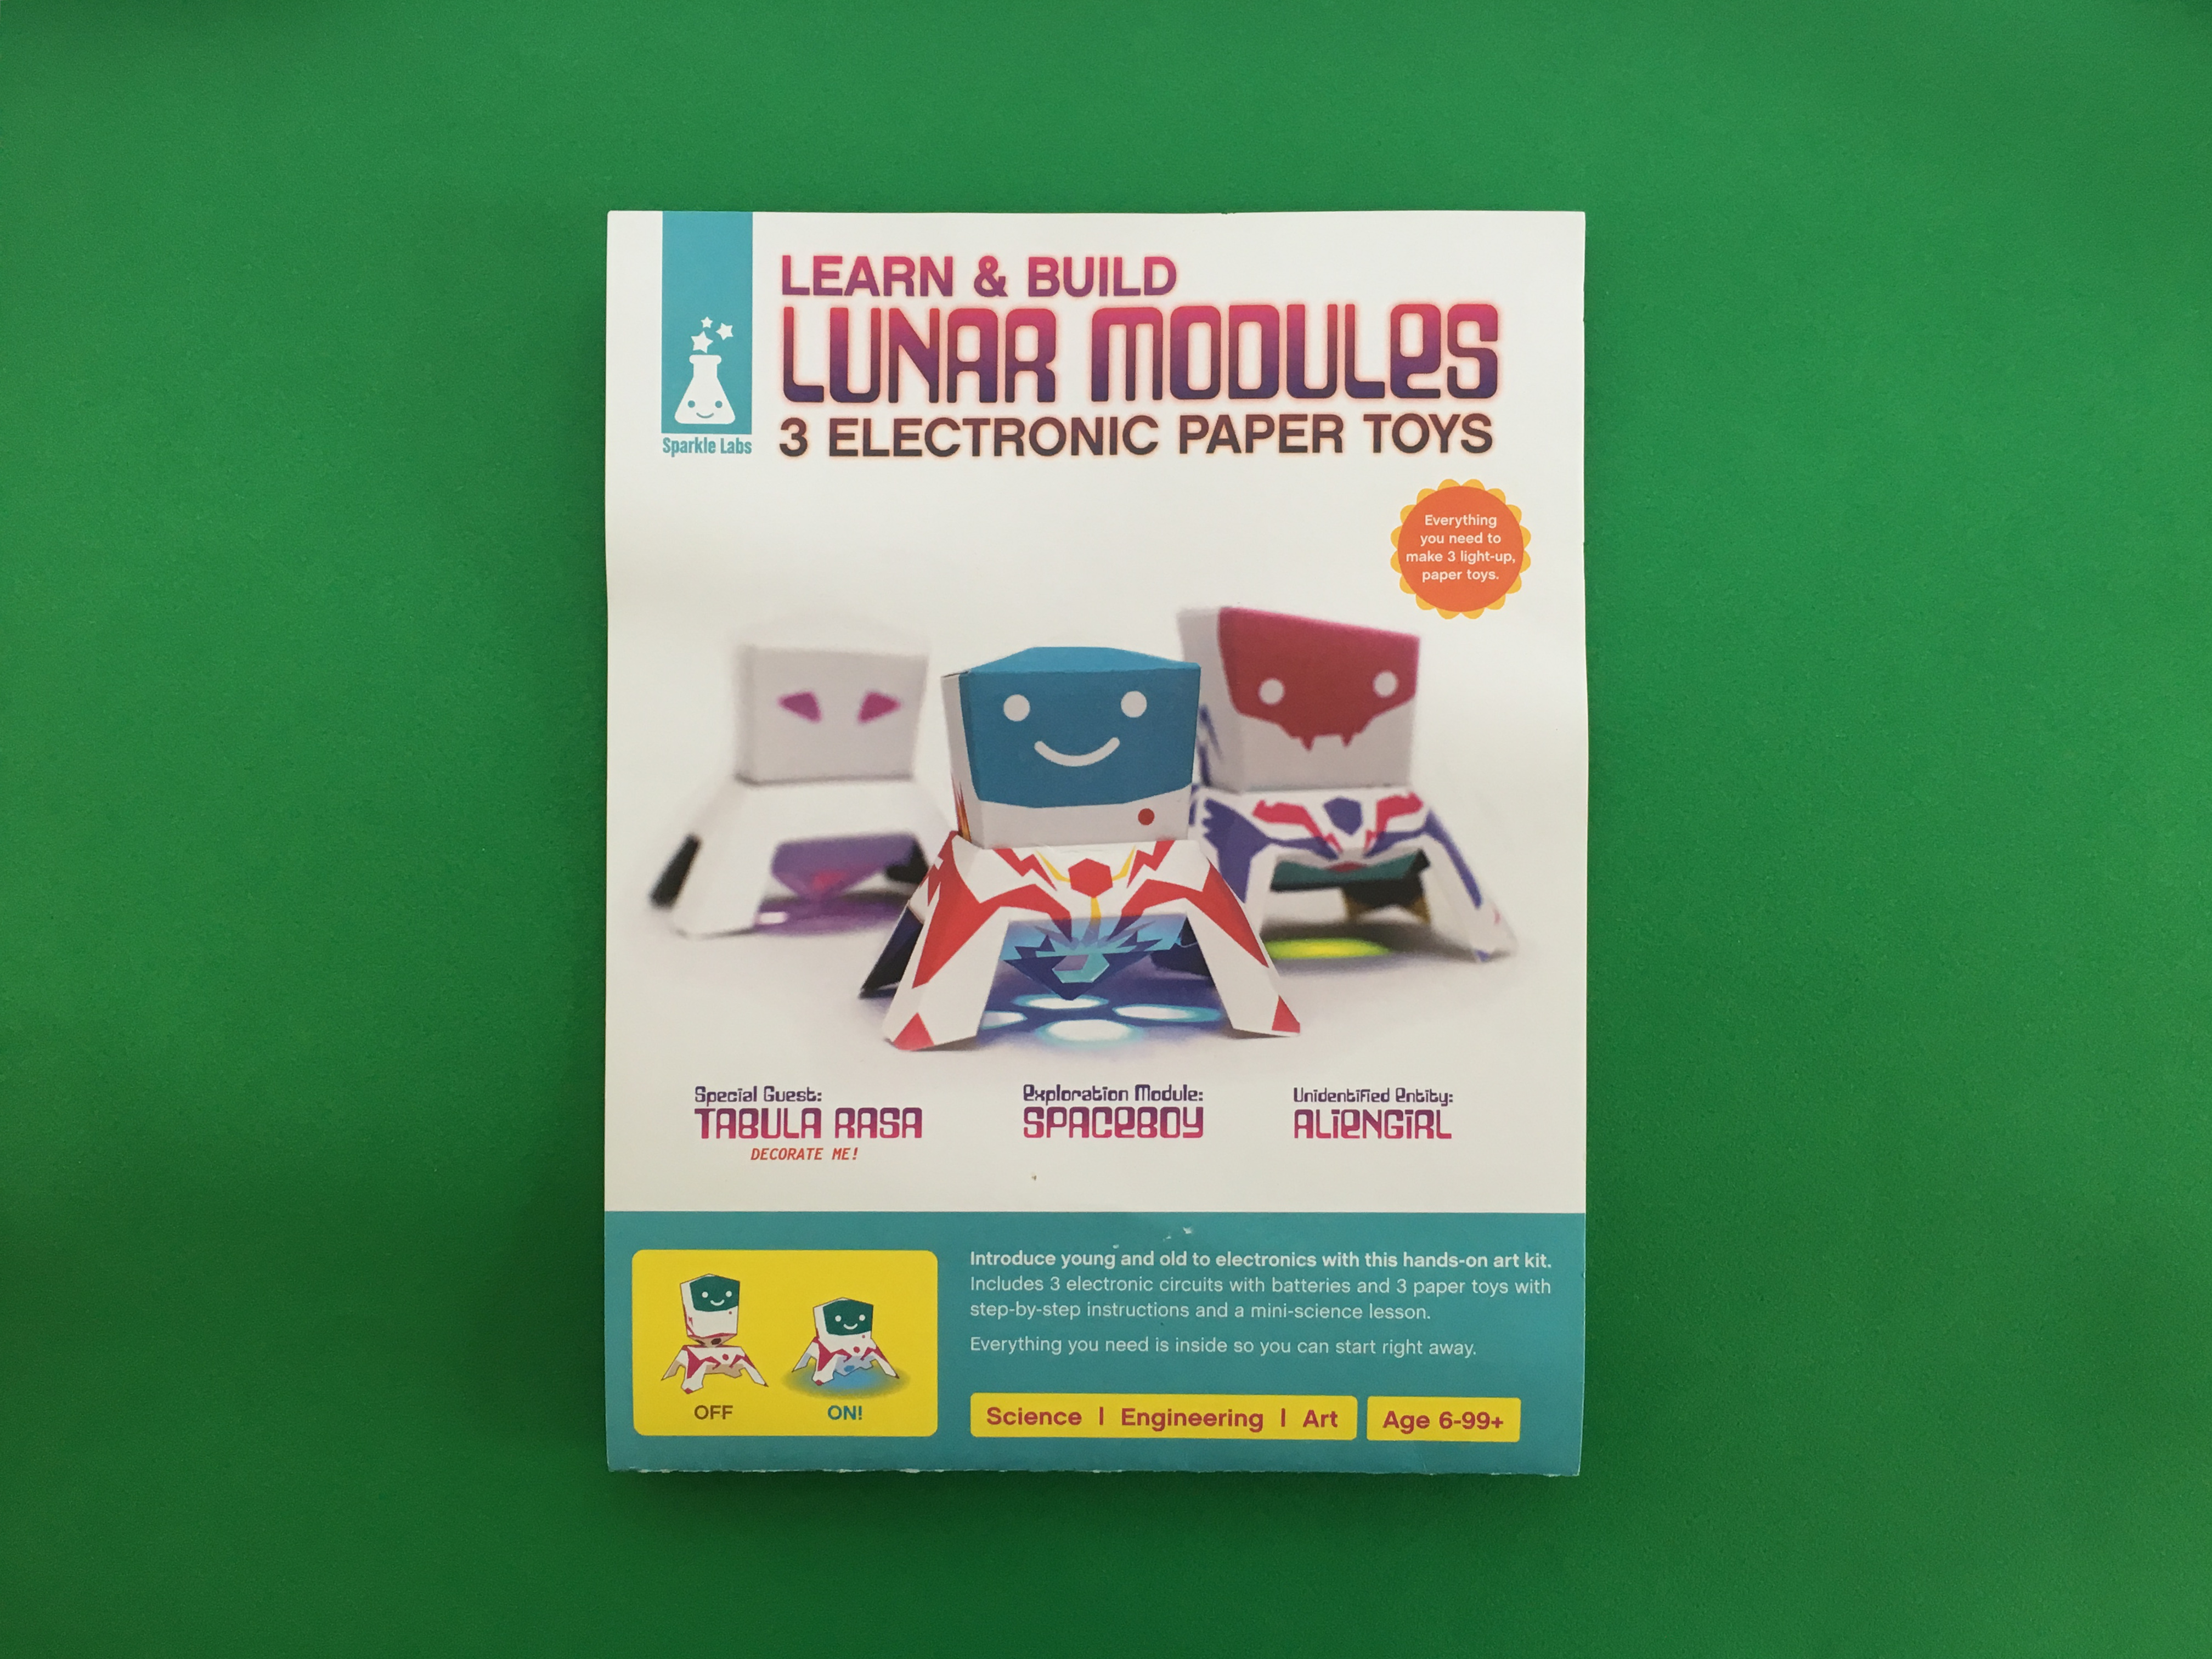 LEARN & BUILD
LUNAR MODULES
3 ELECTRONIC PAPER TOYS
Sparkle Labs
Everything
you need to
make 3 light-up,
paper toys.
Special Guest:
TABULA RASA
DECORATE ME!
Exploration Module:
SPACEBOY
Unidentified Entity:
ALIENGIRL
OFF
ON!
Introduce young and old to electronics with this hands-on art kit.
Includes 3 electronic circuits with batteries and 3 paper toys with
step-by-step instructions and a mini-science lesson.
Everything you need is inside so you can start right away.
Science | Engineering | Art
Age 6-99+